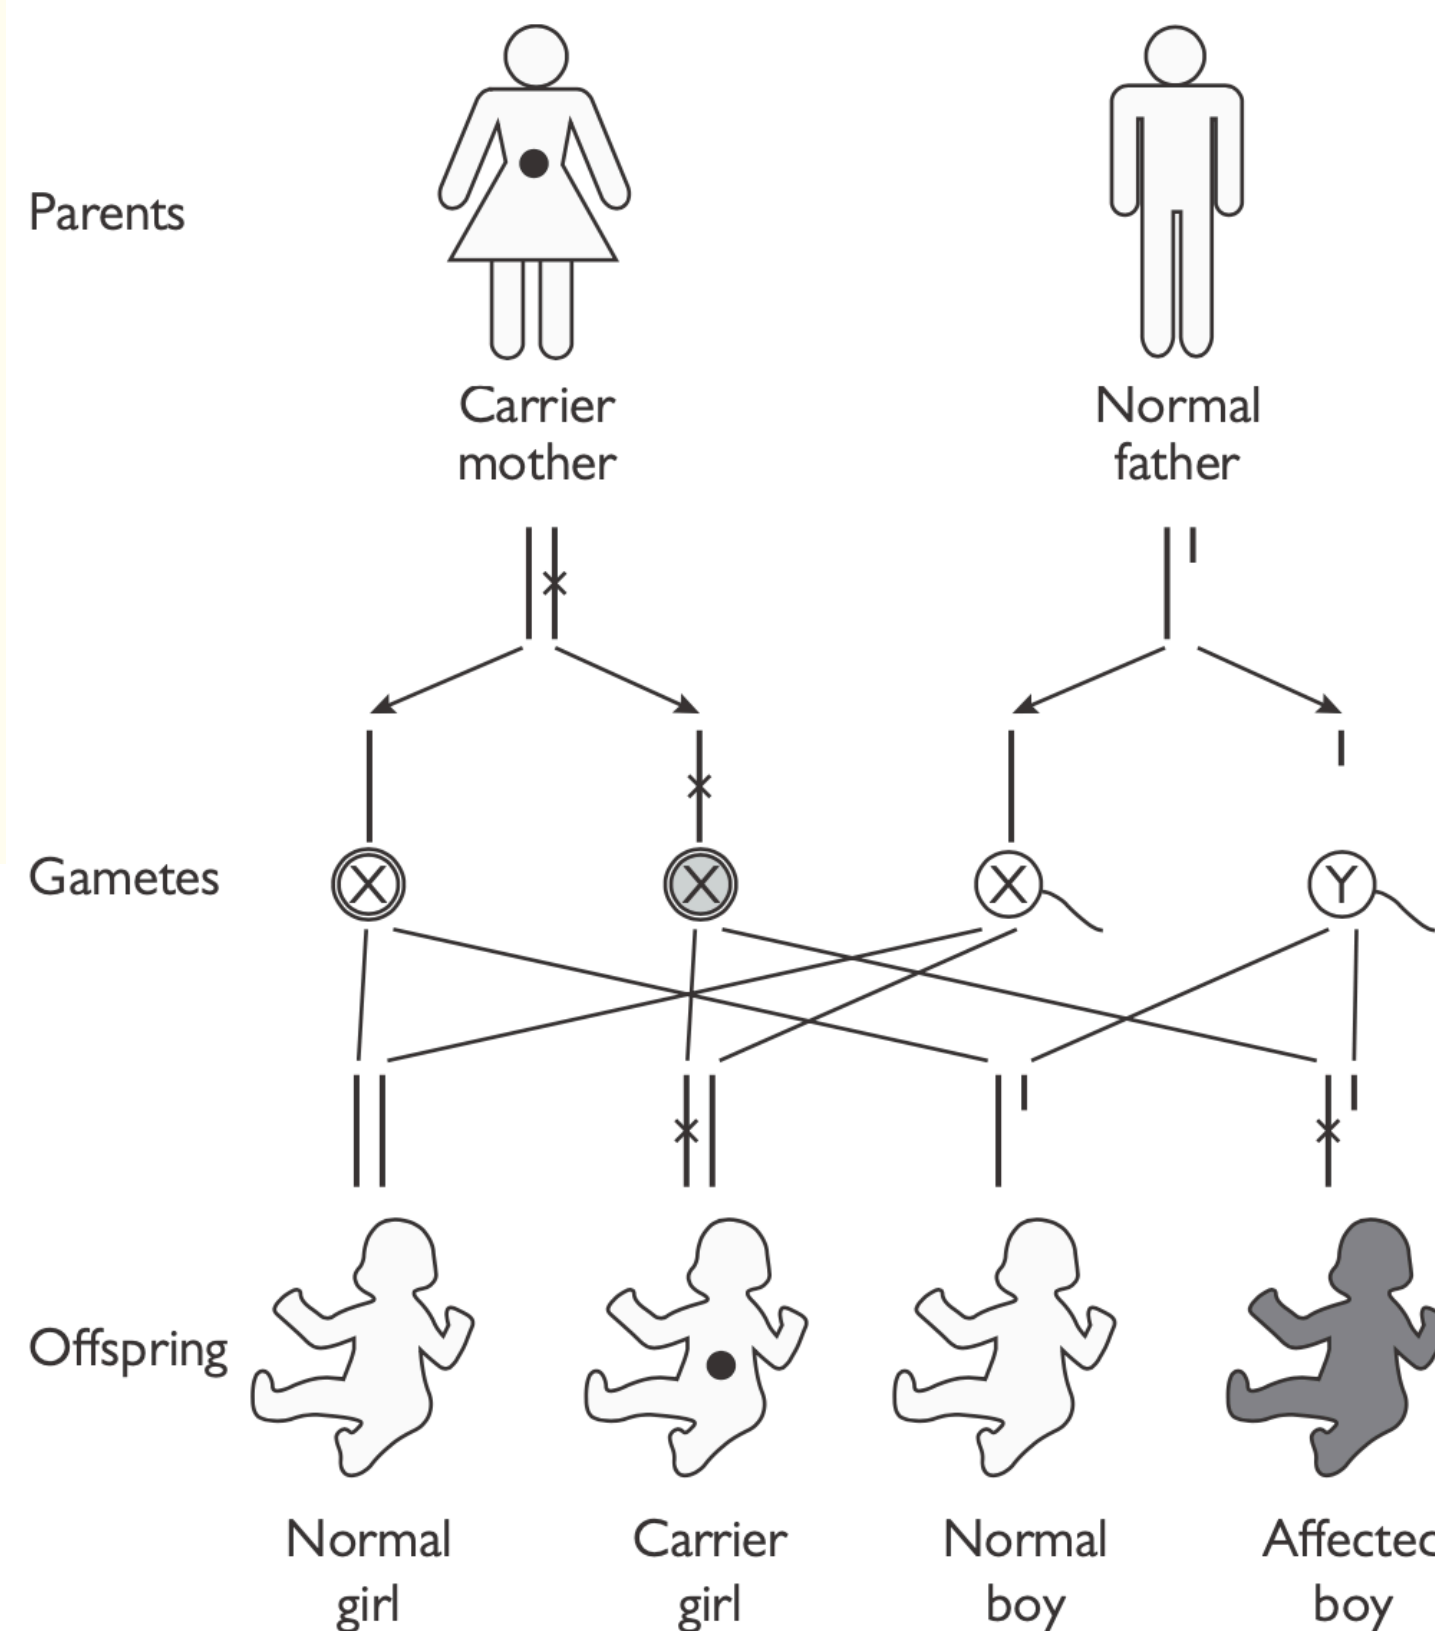 Parents
Carrier
mother
Normal
father
Gametes
X
X
X
Y
Offspring
Normal
girl
Carrier
girl
Normal
boy
Affected
boy